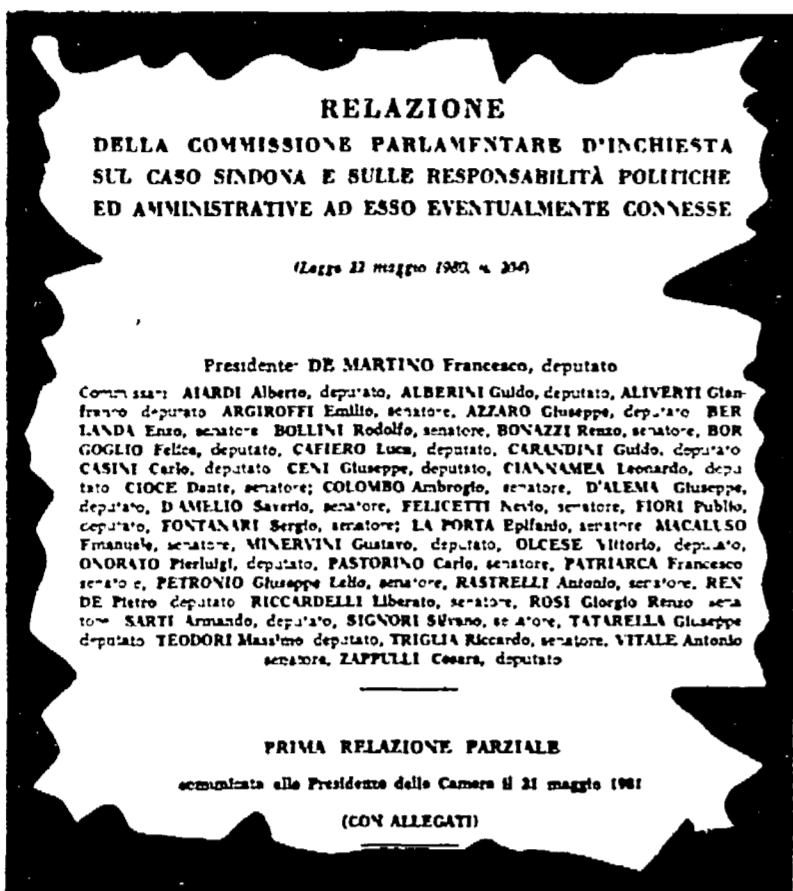 RELAZIONE
DELLA COMMISSIONE PARLAMENTARE D'INCHIESTA
SUL CASO SINDONA E SULLE RESPONSABILITÀ POLITICHE
ED AMMINISTRATIVE AD ESSO EVENTUALMENTE CONNESSE
(Legge 22 maggio 1980, n. 204)
Presidente: DE MARTINO Francesco, deputato
Commissari: AIARDI Alberto, deputato, ALBERINI Guido, deputato, ALIVERTI Gian-
franco deputato ARGIROFFI Emilio, senatore, AZZARO Giuseppe, deputato BER
LANDA Enzo, senatore BOLLINI Rodolfo, senatore, BONAZZI Renzo, senatore, BOR
GOGLIO Felice, deputato, CAFIERO Luca, deputato, CARANDINI Guido, deputato
CASINI Carlo, deputato CENI Giuseppe, deputato, CIANNAMEA Leonardo, depu
tato CIOCE Dante, senatore; COLOMBO Ambrogio, senatore, D'ALEMA Giuseppe,
deputato, D'AMELIO Saverio, senatore, FELICETTI Nevio, senatore, FIORI Publio,
deputato, FONTANARI Sergio, senatore; LA PORTA Epifanio, senatore MACALUSO
Emanuele, senatore, MINERVINI Gustavo, deputato, OLCESE Vittorio, deputato,
ONORATO Pierluigi, deputato, PASTORINO Carlo, senatore, PATRIARCA Francesco
senatore, PETRONIO Giuseppe Lelio, senatore, RASTRELLI Antonio, senatore, REN
DE Pietro deputato RICCARDELLI Liberato, senatore, ROSI Giorgio Renzo sena
tore SARTI Armando, deputato, SIGNORI Silvano, senatore, TATARELLA Giuseppe
deputato TEODORI Massimo deputato, TRIGLIA Riccardo, senatore, VITALE Antonio
senatore, ZAPPULLI Cesare, deputato
PRIMA RELAZIONE PARZIALE
comunicata alle Presidenze delle Camere il 21 maggio 1981
(CON ALLEGATI)